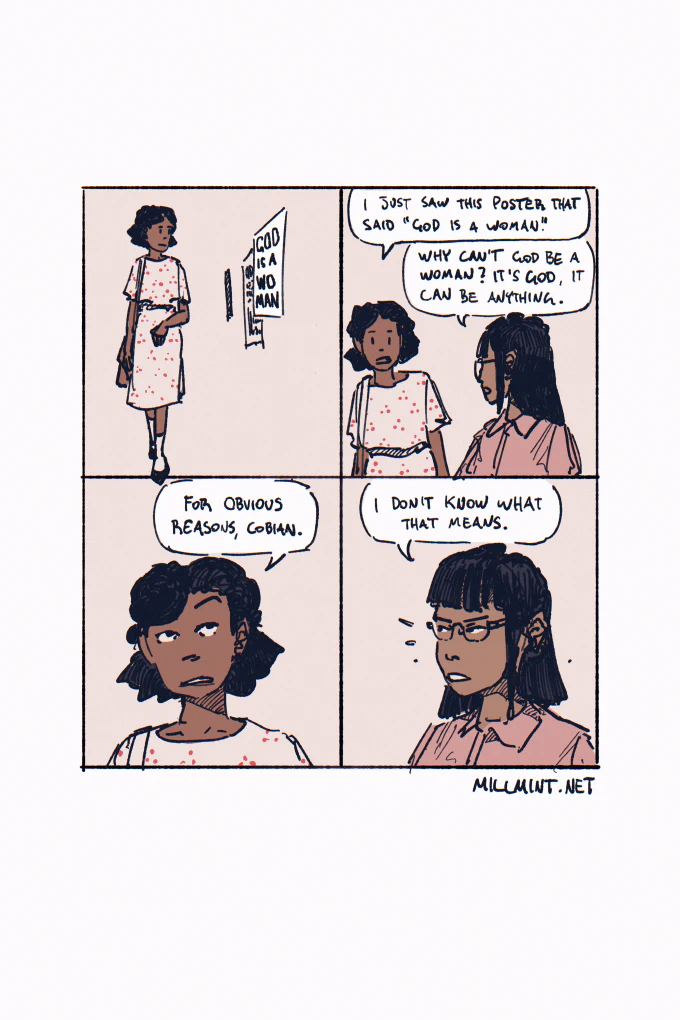 GOD
IS A
WO
MAN
I JUST SAW THIS POSTER THAT
SAID "GOD IS A WOMAN."
WHY CAN'T GOD BE A
WOMAN? IT'S GOD, IT
CAN BE ANYTHING.
FOR OBVIOUS
REASONS, COBIAN.
I DON'T KNOW WHAT
THAT MEANS.
MILLMINT.NET